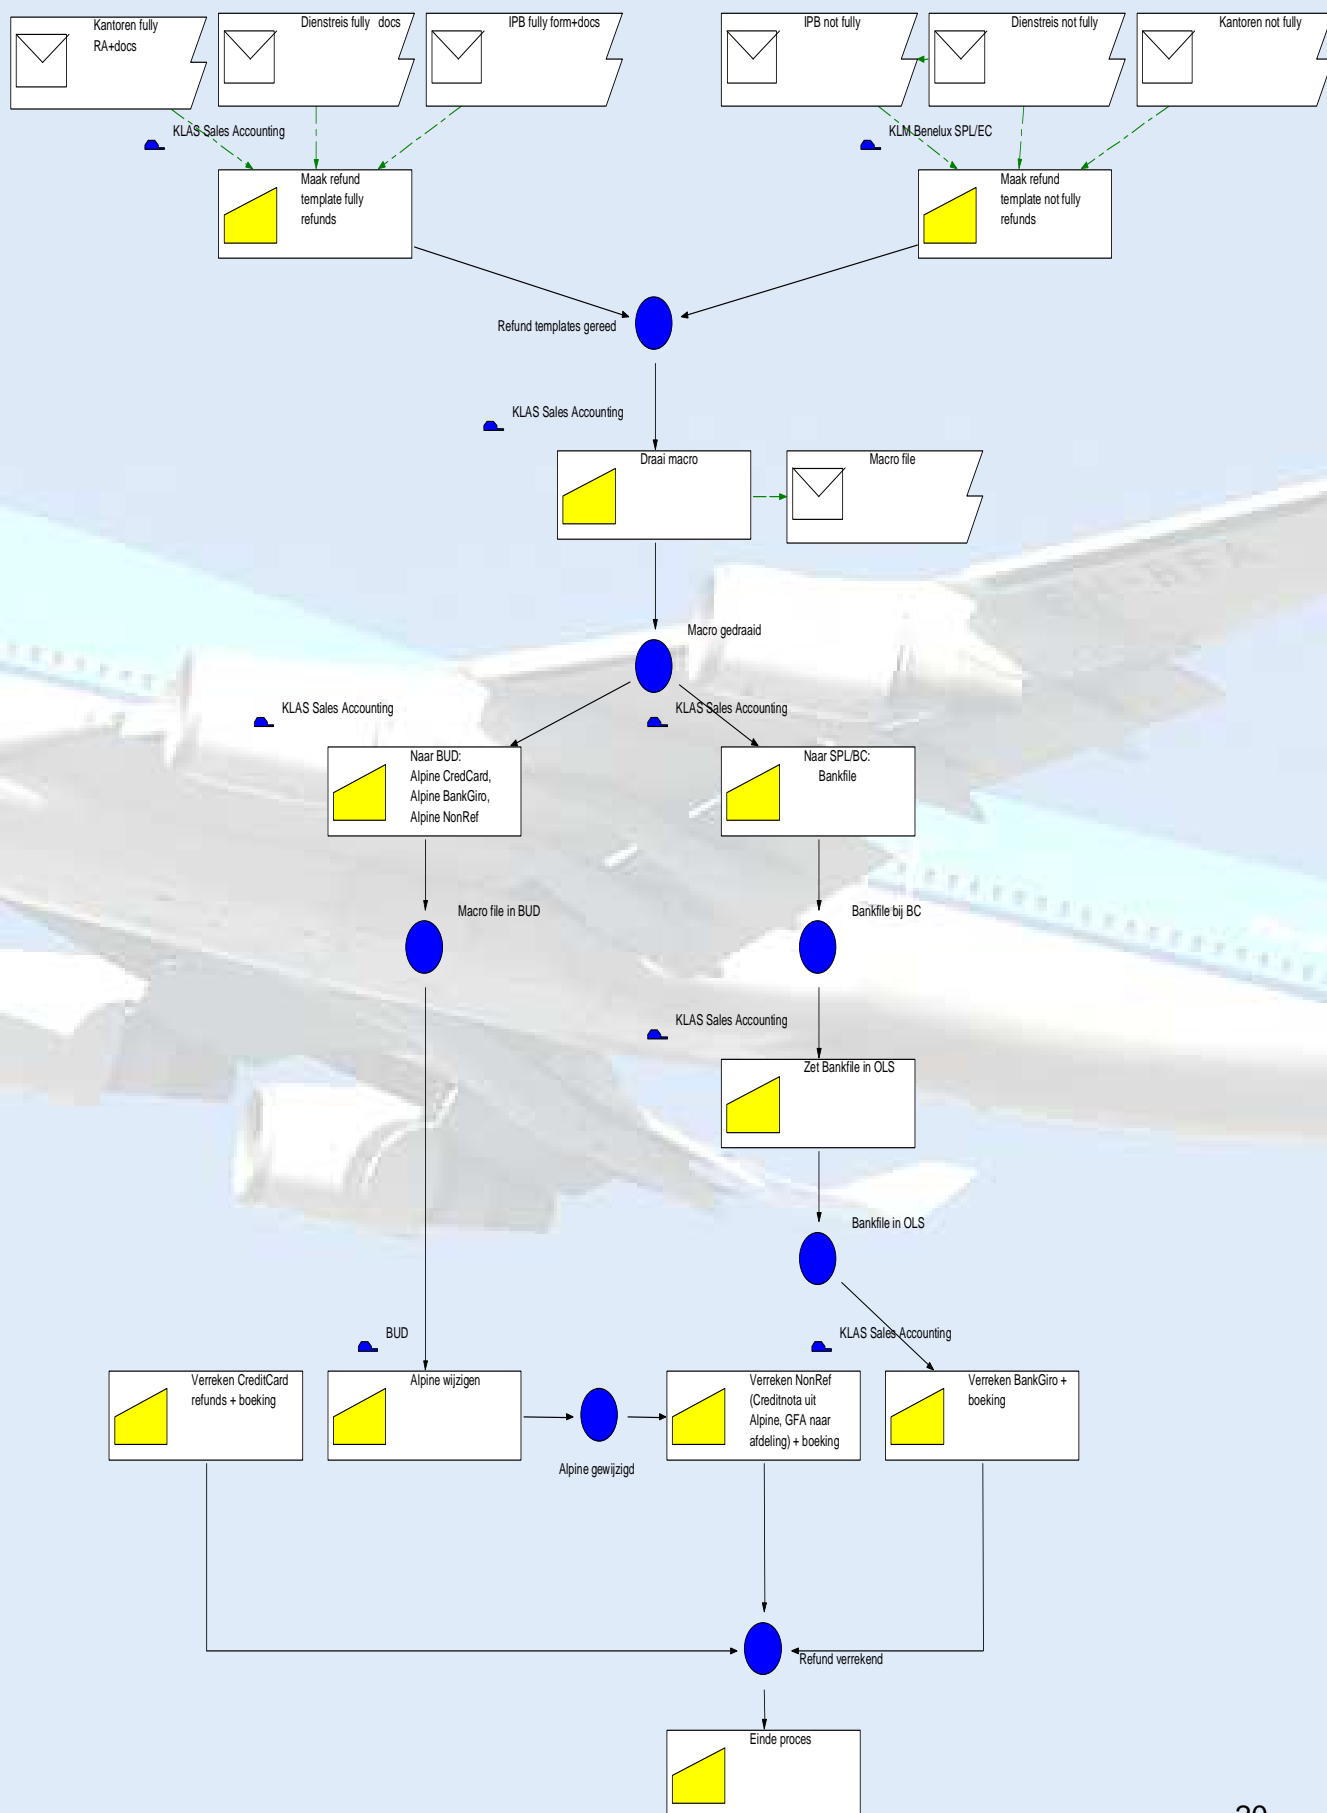 Kantoren fully
RA+docs
Dienstreis fully docs
IPB fully form+docs
IPB not fully
Dienstreis not fully
Kantoren not fully
KLAS Sales Accounting
KLM Benelux SPL/EC
Maak refund
template fully
refunds
Maak refund
template not fully
refunds
Refund templates gereed
KLAS Sales Accounting
Draai macro
Macro file
Macro gedraaid
KLAS Sales Accounting
KLAS Sales Accounting
Naar BUD:
Alpine CredCard,
Alpine BankGiro,
Alpine NonRef
Naar SPL/BC:
Bankfile
Macro file in BUD
Bankfile bij BC
KLAS Sales Accounting
Zet Bankfile in OLS
Bankfile in OLS
BUD
KLAS Sales Accounting
Verreken CreditCard
refunds + boeking
Alpine wijzigen
Verreken NonRef
(Creditnota uit
Alpine, GFA naar
afdeling) + boeking
Verreken BankGiro +
boeking
Alpine gewijzigd
Refund verrekend
Einde proces